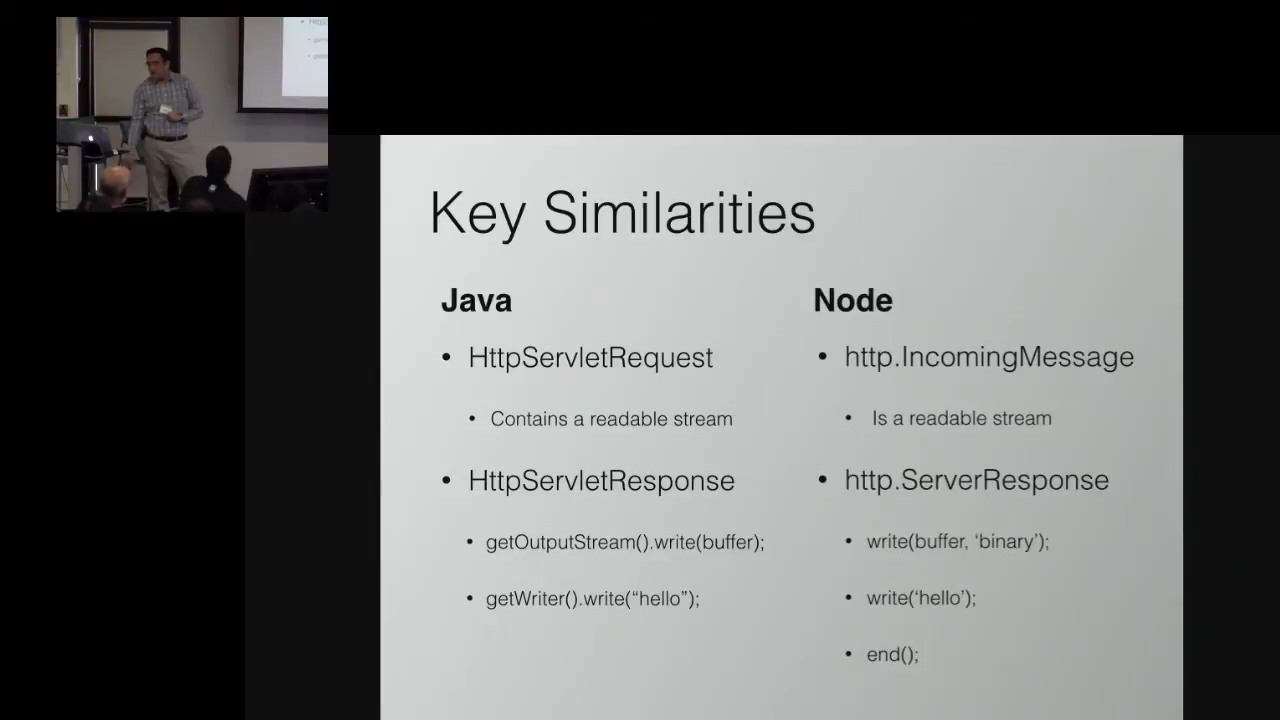 Key Similarities
Java
• HttpServletRequest
• Contains a readable stream
• HttpServletResponse
• getOutputStream().write(buffer);
• getWriter().write(“hello”);
Node
• http.IncomingMessage
• Is a readable stream
• http.ServerResponse
• write(buffer, ‘binary’);
• write(‘hello’);
• end();